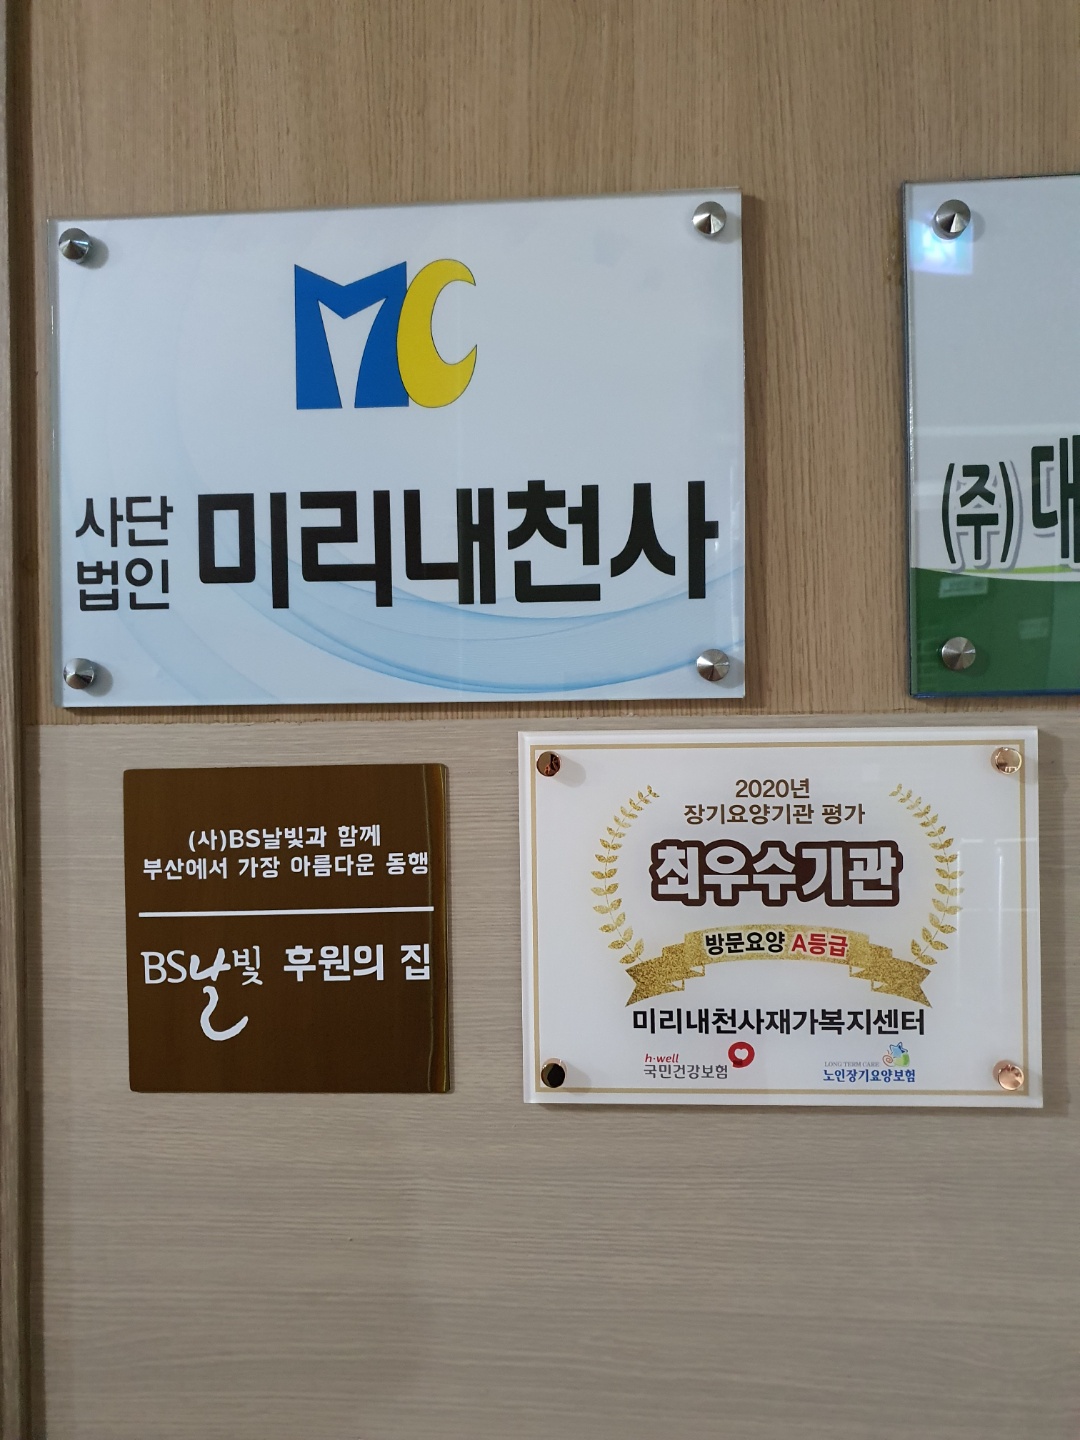 MC
사단
법인
미리내천사
(주)대
(사)BS날빛과 함께
부산에서 가장 아름다운 동행
BS날빛 후원의 집
2020년
장기요양기관 평가
최우수기관
방문요양 A등급
미리내천사재가복지센터
h·well
국민건강보험
LONG TERM CARE
노인장기요양보험